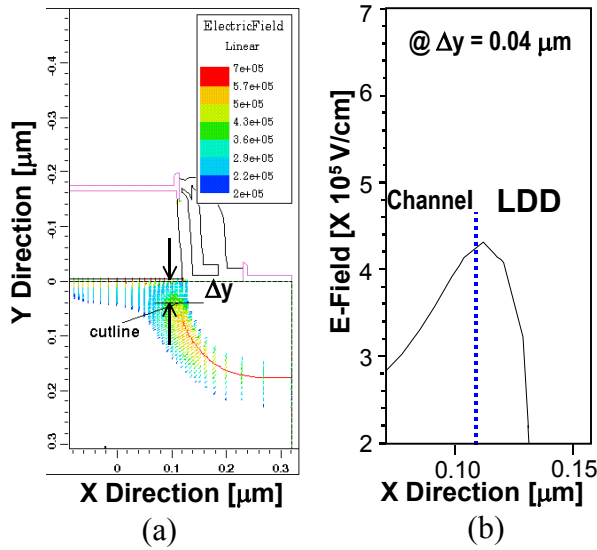 ElectricField
Linear
7e+05
5.7e+05
5e+05
4.3e+05
3.6e+05
2.9e+05
2.2e+05
2e+05
-0.4
-0.3
-0.2
-0.1
0
0.1
0.2
0.3
Y Direction [μm]
Δy
cutline
0
0.1
0.2
0.3
X Direction [μm]
(a)
@ Δy = 0.04 μm
7
6
5
4
3
2
E-Field [X 10⁵ V/cm]
Channel
LDD
0.10
0.15
X Direction [μm]
(b)